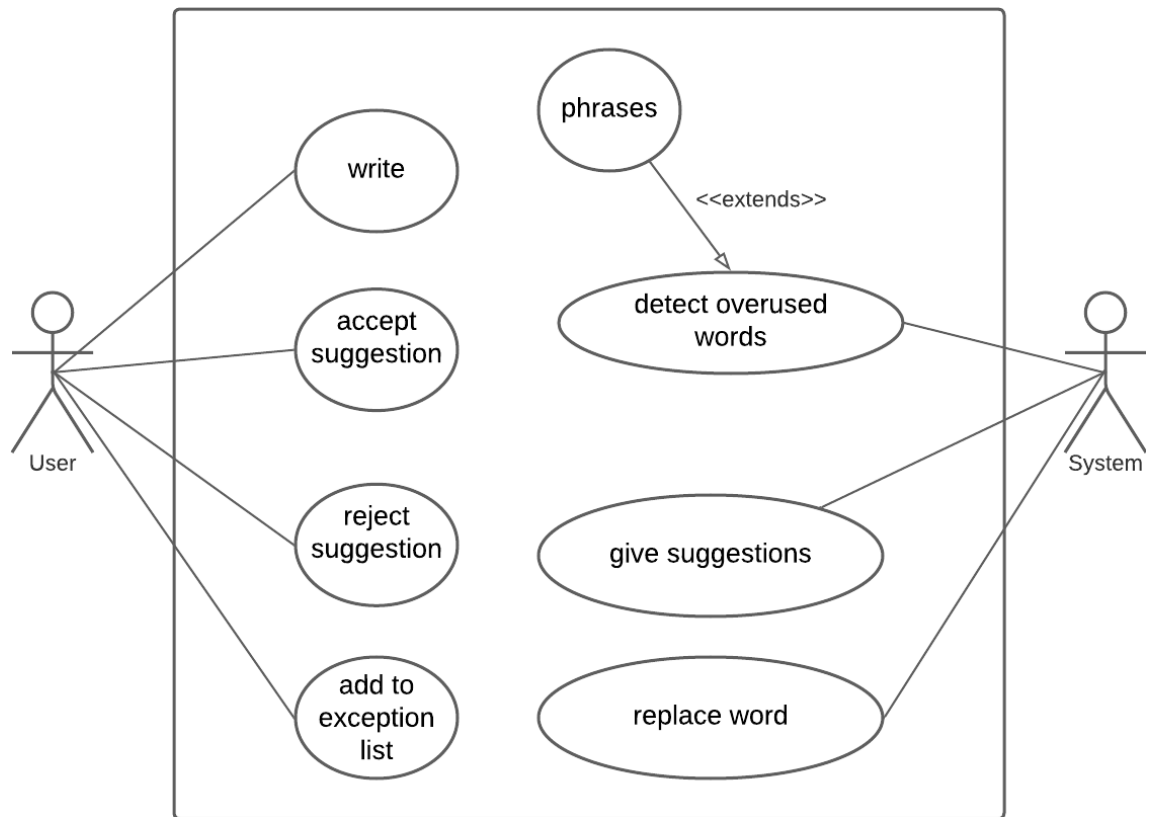 phrases
write
<<extends>>
detect overused
words
accept
suggestion
User
System
reject
suggestion
give suggestions
add to
exception
list
replace word